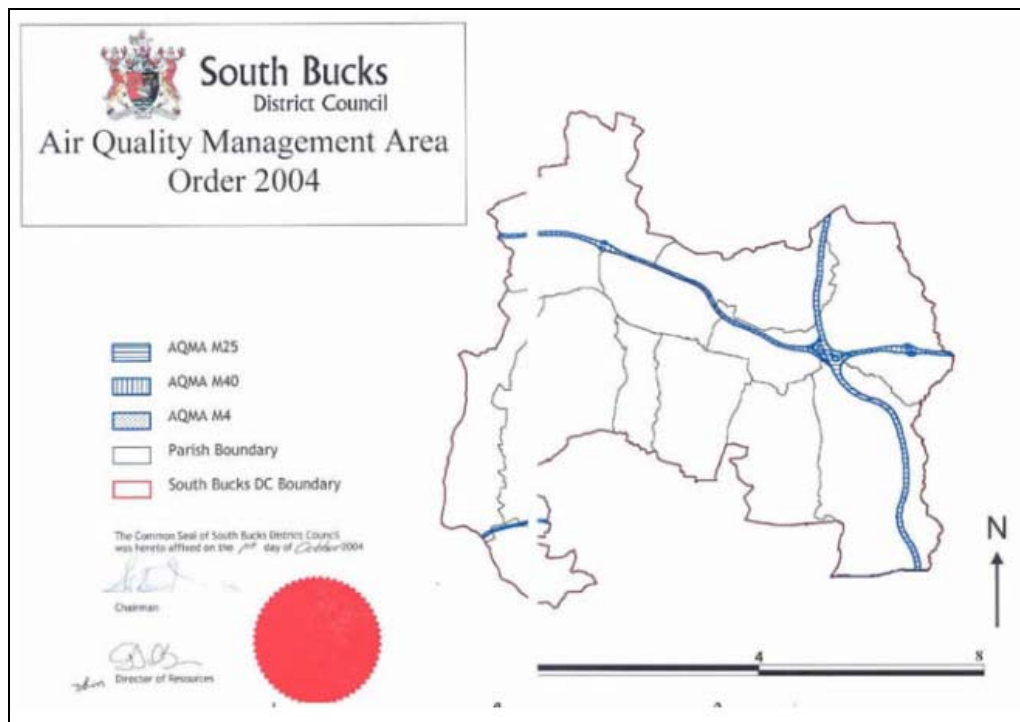 South Bucks
District Council
Air Quality Management Area
Order 2004
AQMA M25
AQMA M40
AQMA M4
Parish Boundary
South Bucks DC Boundary
The Common Seal of South Bucks District Council
was hereto affixed on the day of October 2004
Chairman
Director of Resources
N
4
8